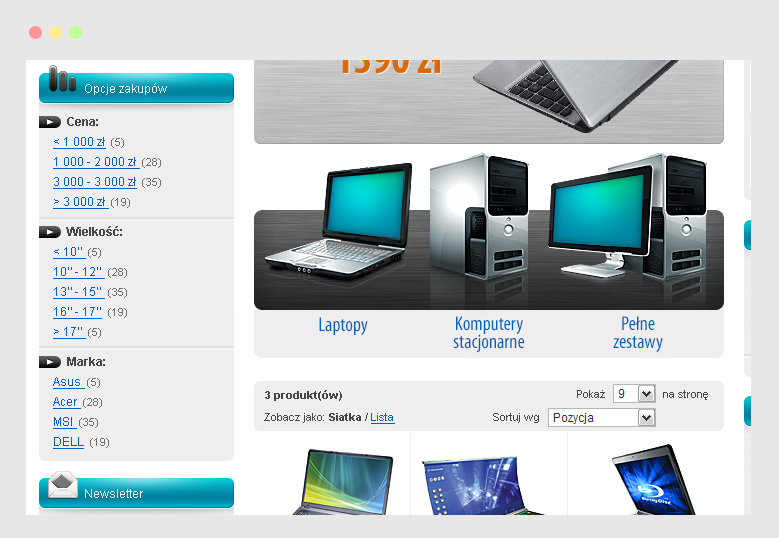 1590 zł
Opcje zakupów
Cena:
< 1 000 zł (5)
1 000 - 2 000 zł (28)
3 000 - 3 000 zł (35)
> 3 000 zł (19)
Wielkość:
< 10" (5)
10" - 12" (28)
13" - 15" (35)
16" - 17" (19)
> 17" (5)
Marka:
Asus (5)
Acer (28)
MSI (35)
DELL (19)
Newsletter
Laptopy
Komputery
stacjonarne
Pełne
zestawy
3 produkt(ów)
Pokaż 9 na stronę
Zobacz jako: Siatka / Lista
Sortuj wg Pozycja